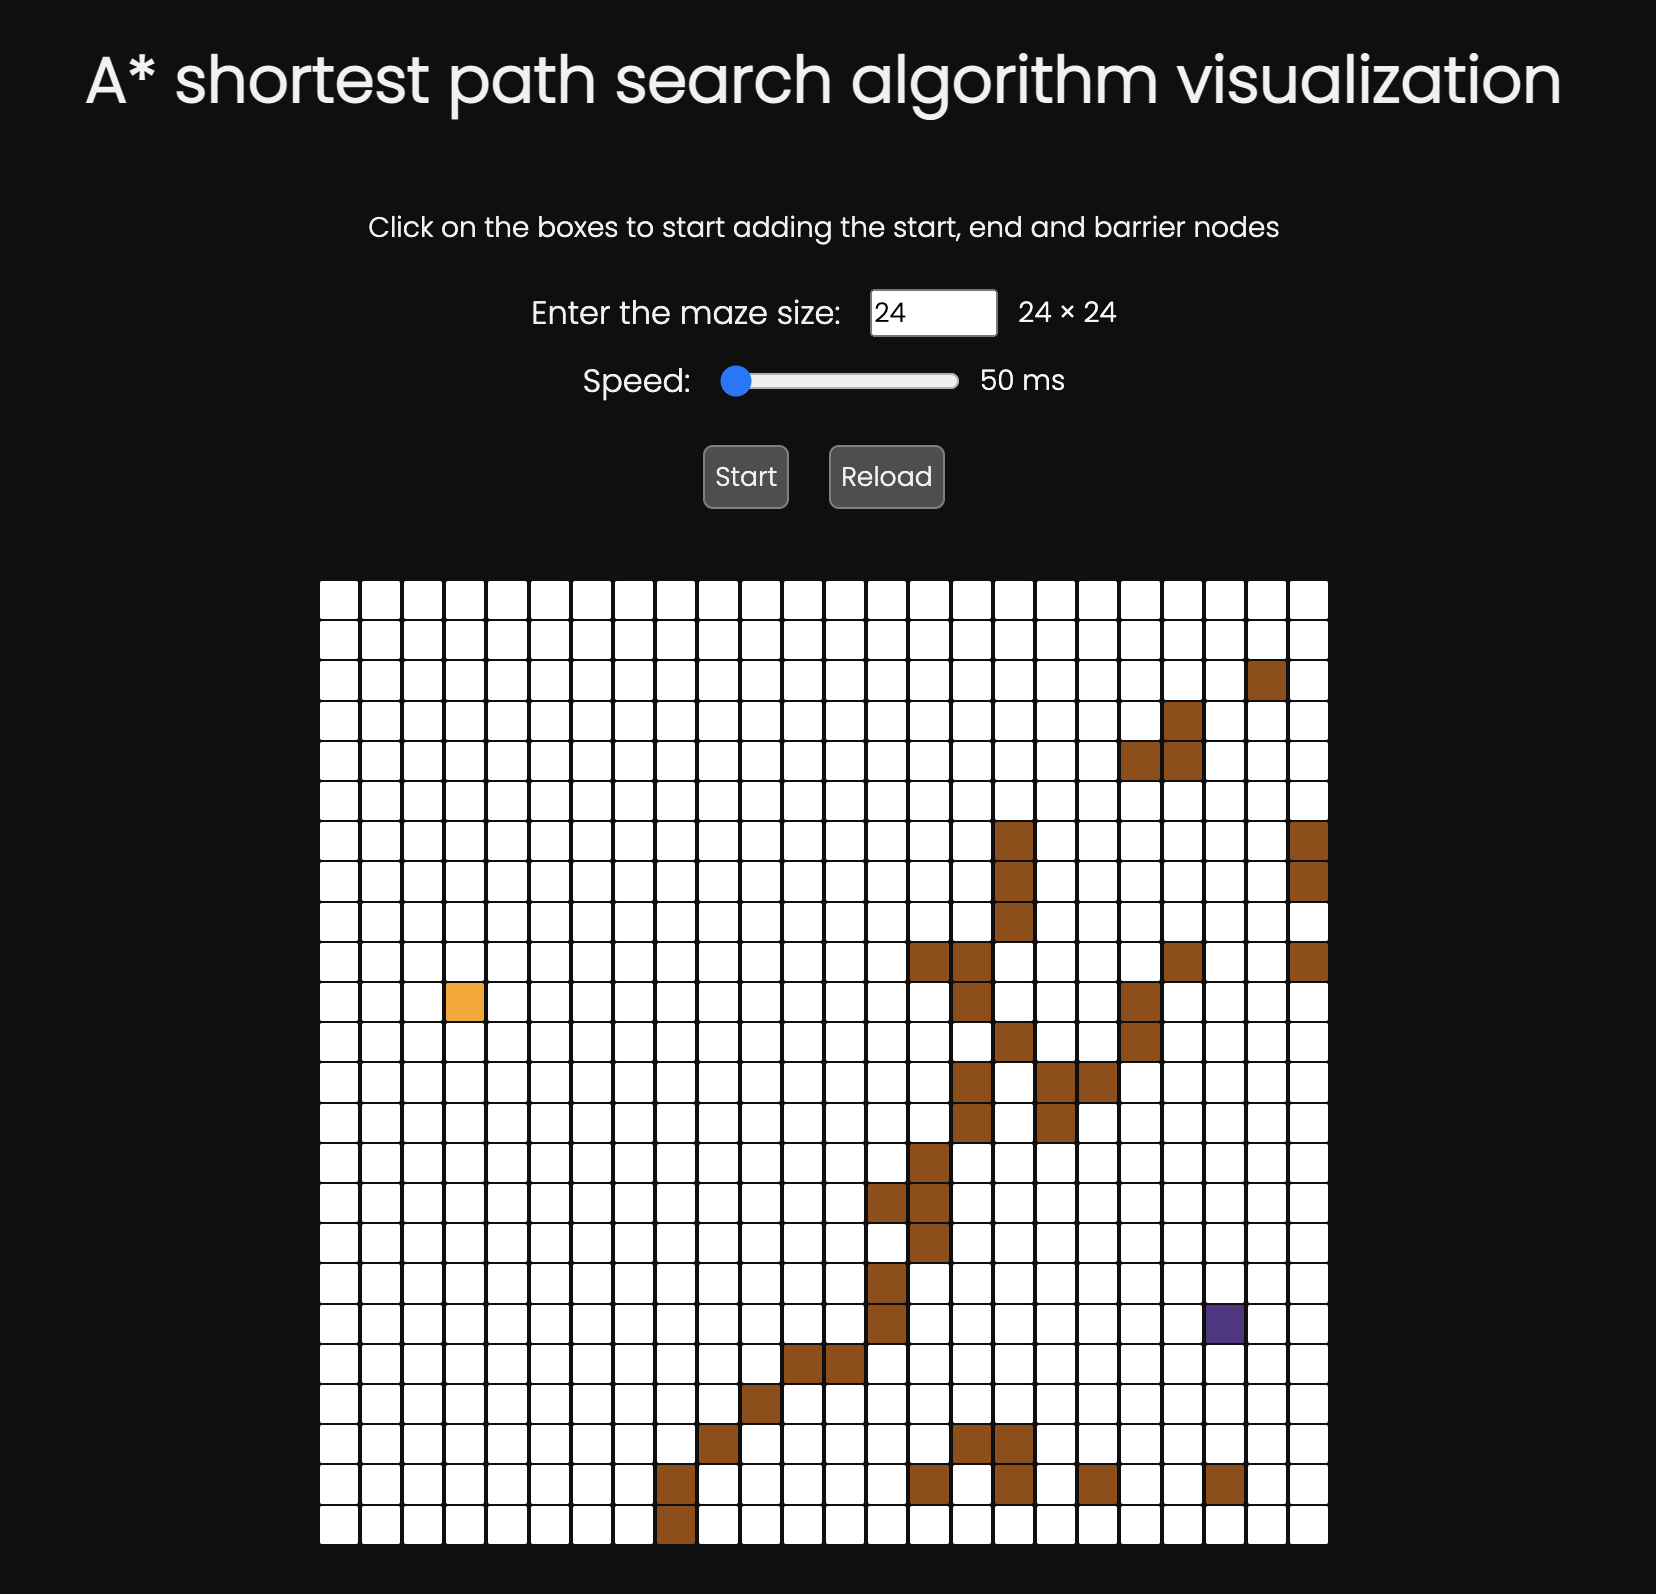 A* shortest path search algorithm visualization
Click on the boxes to start adding the start, end and barrier nodes
Enter the maze size: 24 24 × 24
Speed: 50 ms
Start Reload